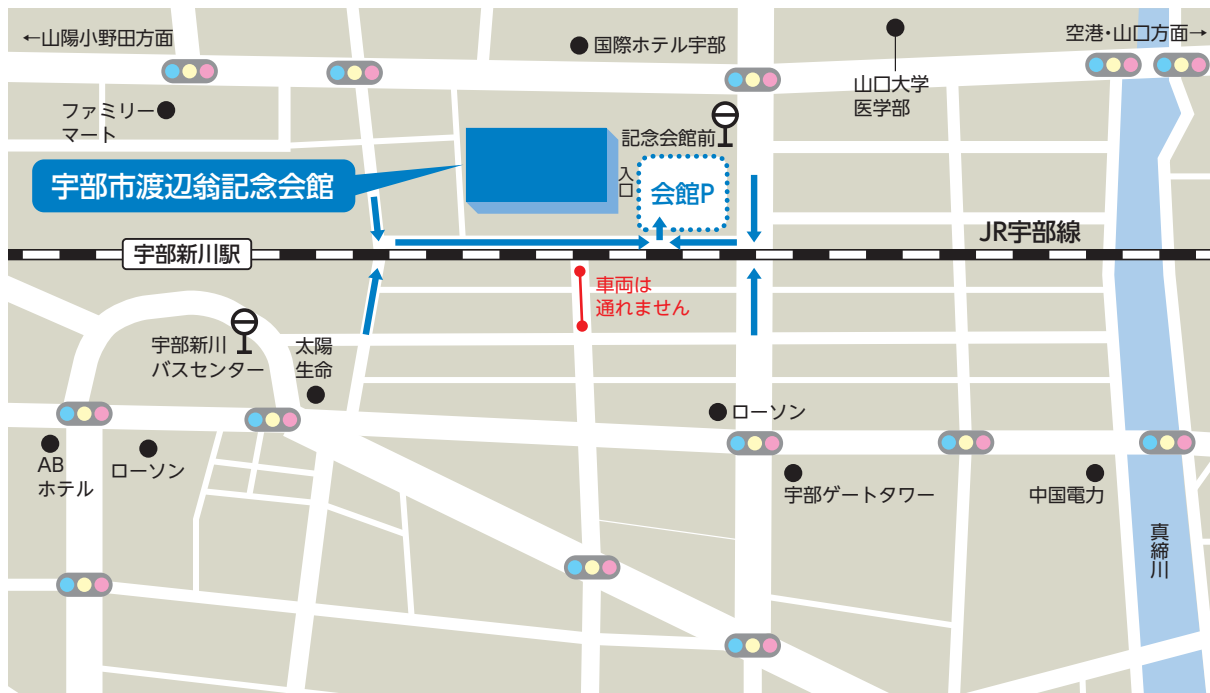 ←山陽小野田方面
国際ホテル宇部
空港・山口方面→
山口大学
医学部
ファミリー
マート
記念会館前
宇部市渡辺翁記念会館
入口
会館P
宇部新川駅
JR宇部線
車両は
通れません
宇部新川
バスセンター
太陽
生命
ローソン
AB
ホテル
ローソン
宇部ゲートタワー
中国電力
真締川